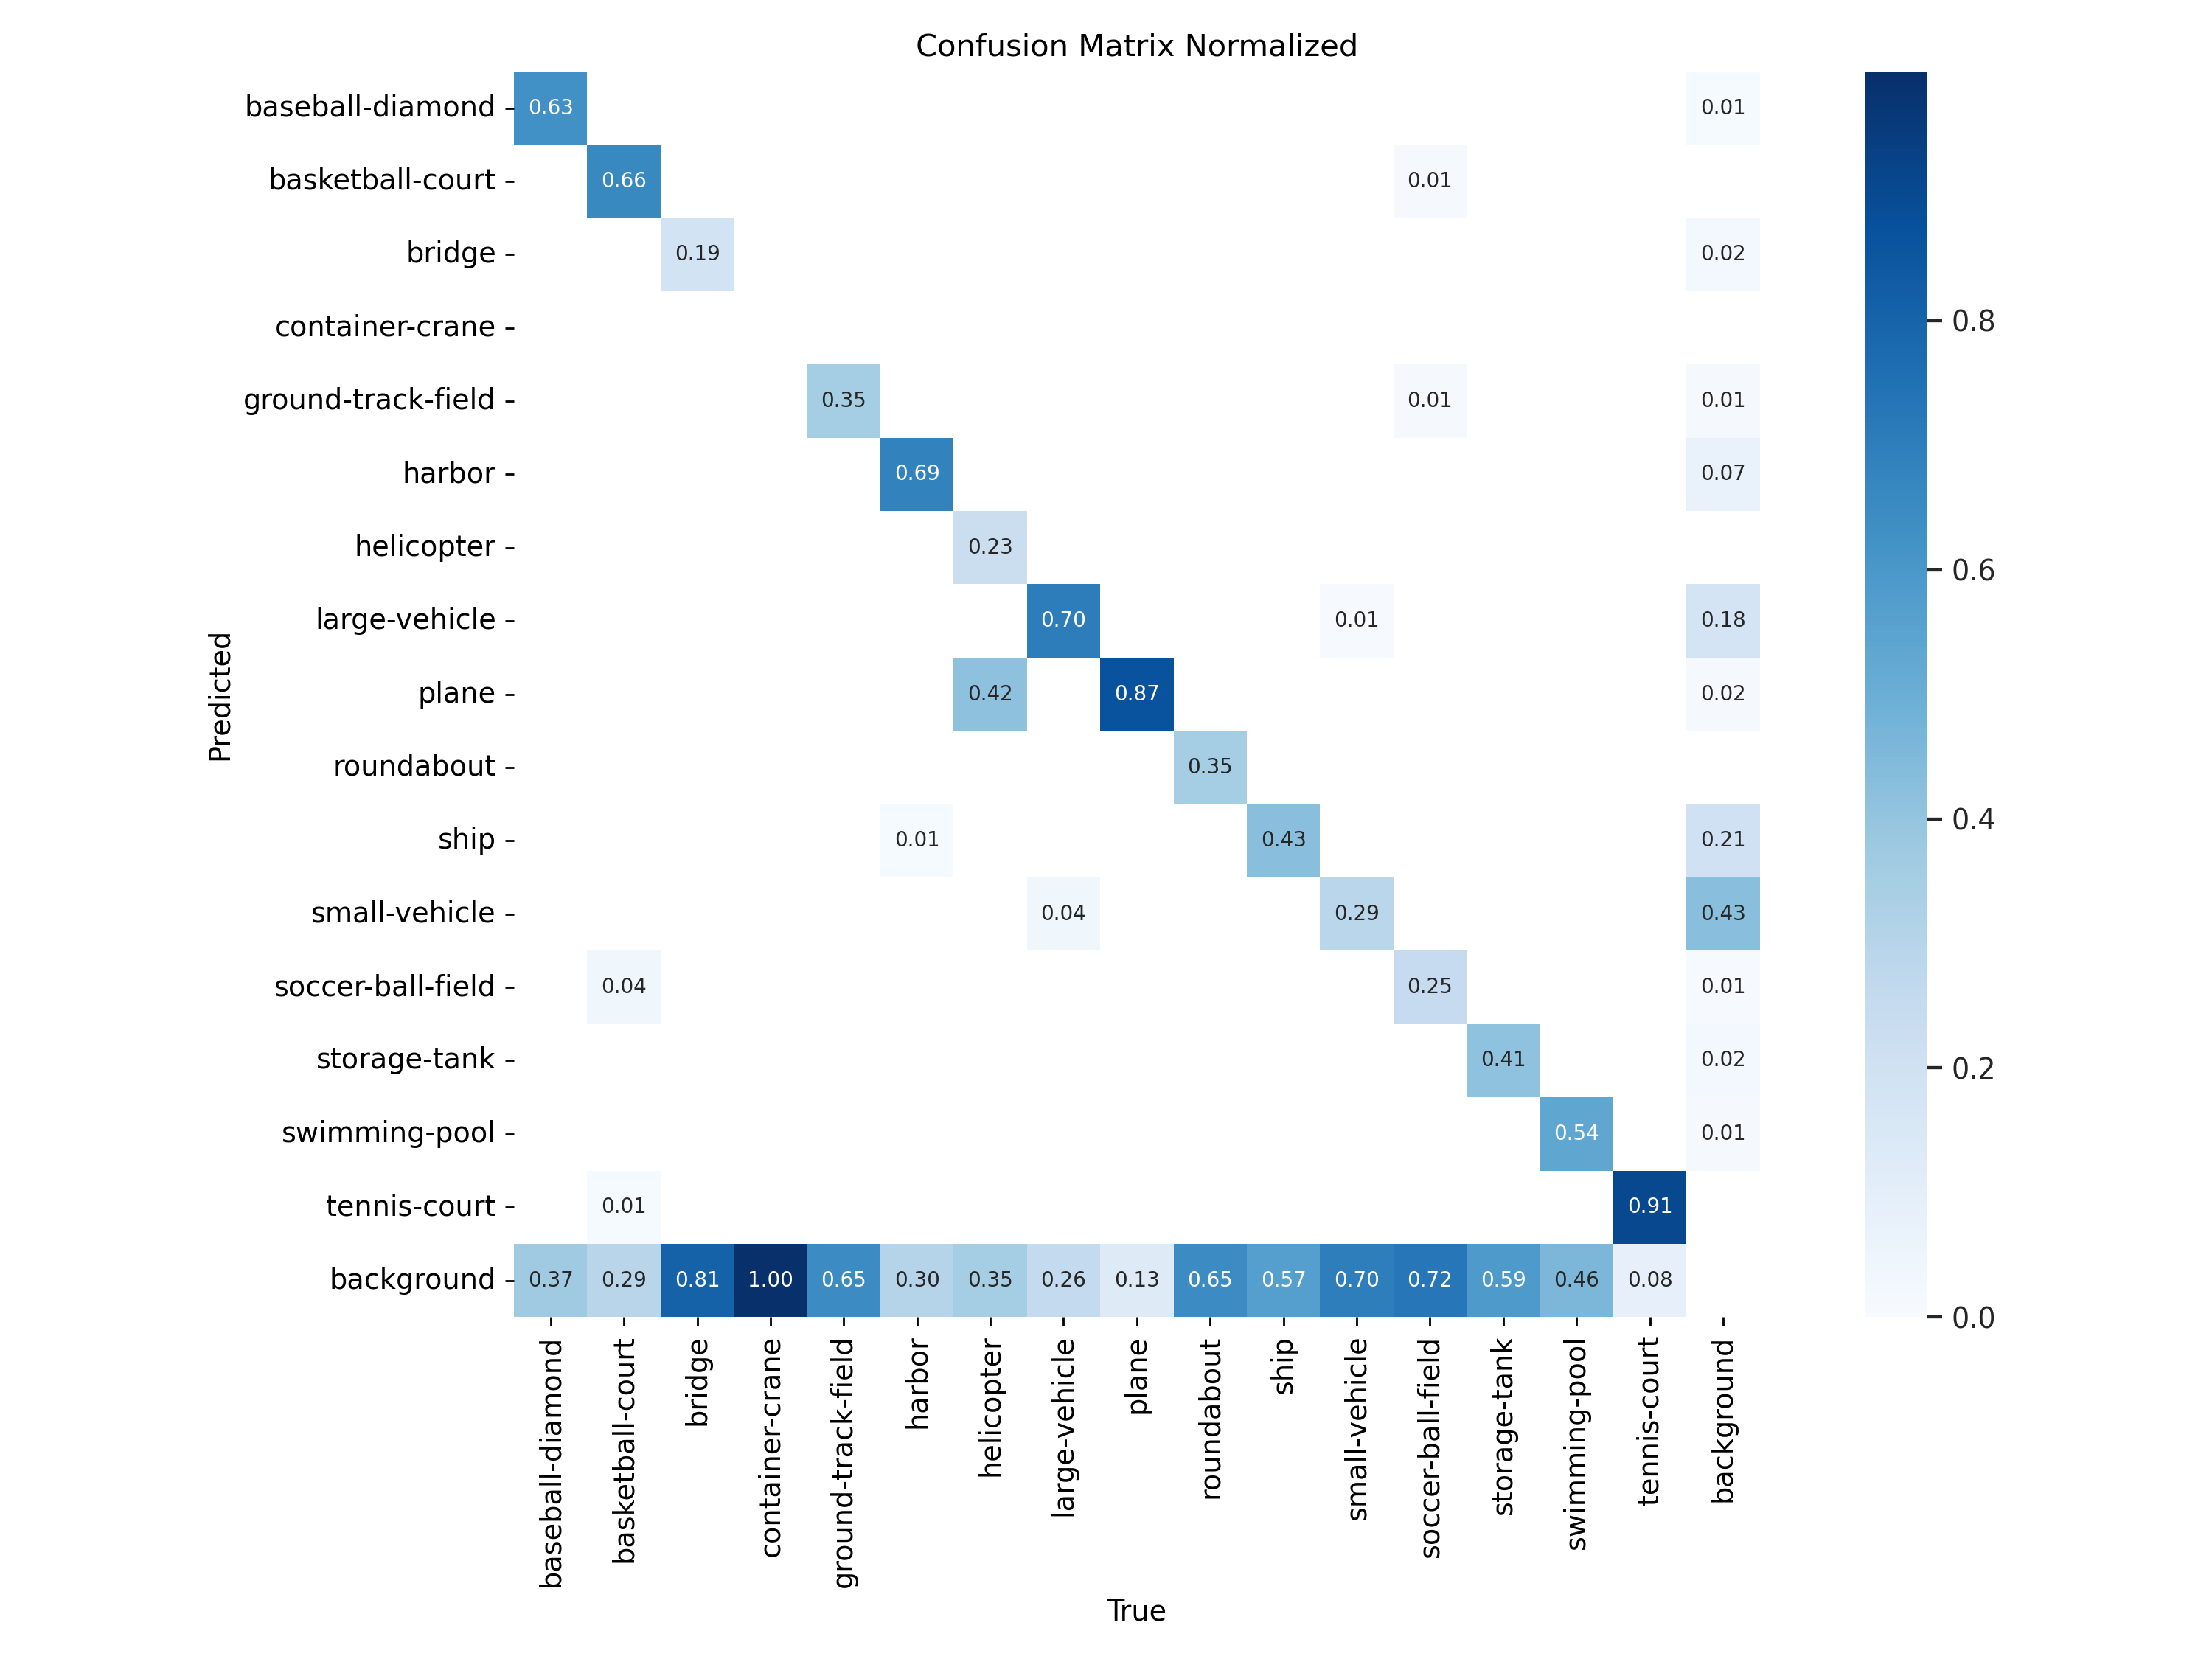 Confusion Matrix Normalized
baseball-diamond 0.63 0.01
basketball-court 0.66 0.01
bridge 0.19 0.02
container-crane
ground-track-field 0.35 0.01 0.01
harbor 0.69 0.07
helicopter 0.23
large-vehicle 0.70 0.01 0.18
plane 0.42 0.87 0.02
roundabout 0.35
ship 0.01 0.43 0.21
small-vehicle 0.04 0.29 0.43
soccer-ball-field 0.04 0.25 0.01
storage-tank 0.41 0.02
swimming-pool 0.54 0.01
tennis-court 0.01 0.91
background 0.37 0.29 0.81 1.00 0.65 0.30 0.35 0.26 0.13 0.65 0.57 0.70 0.72 0.59 0.46 0.08
Predicted
baseball-diamond
basketball-court
bridge
container-crane
ground-track-field
harbor
helicopter
large-vehicle
plane
roundabout
ship
small-vehicle
soccer-ball-field
storage-tank
swimming-pool
tennis-court
background
True
0.8
0.6
0.4
0.2
0.0